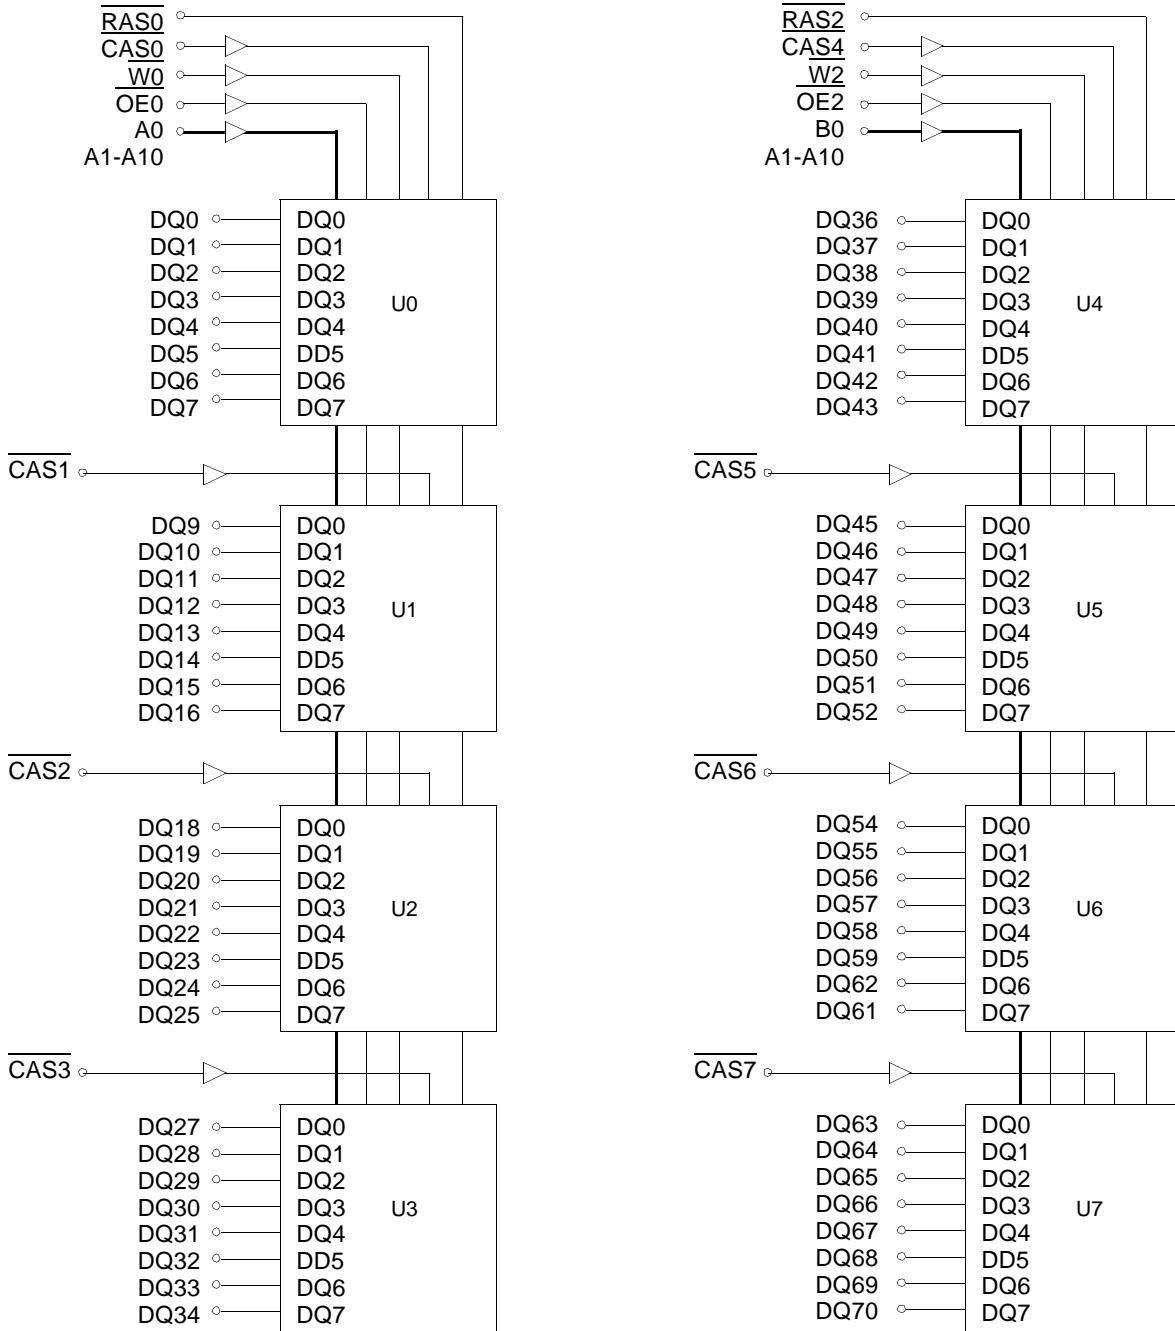 RAS0
CAS0
W0
OE0
A0
A1-A10
DQ0 DQ0
DQ1 DQ1
DQ2 DQ2
DQ3 DQ3
DQ4 DQ4
DQ5 DD5
DQ6 DQ6
DQ7 DQ7
U0
CAS1
DQ9 DQ0
DQ10 DQ1
DQ11 DQ2
DQ12 DQ3
DQ13 DQ4
DQ14 DD5
DQ15 DQ6
DQ16 DQ7
U1
CAS2
DQ18 DQ0
DQ19 DQ1
DQ20 DQ2
DQ21 DQ3
DQ22 DQ4
DQ23 DD5
DQ24 DQ6
DQ25 DQ7
U2
CAS3
DQ27 DQ0
DQ28 DQ1
DQ29 DQ2
DQ30 DQ3
DQ31 DQ4
DQ32 DD5
DQ33 DQ6
DQ34 DQ7
U3
RAS2
CAS4
W2
OE2
B0
A1-A10
DQ36 DQ0
DQ37 DQ1
DQ38 DQ2
DQ39 DQ3
DQ40 DQ4
DQ41 DD5
DQ42 DQ6
DQ43 DQ7
U4
CAS5
DQ45 DQ0
DQ46 DQ1
DQ47 DQ2
DQ48 DQ3
DQ49 DQ4
DQ50 DD5
DQ51 DQ6
DQ52 DQ7
U5
CAS6
DQ54 DQ0
DQ55 DQ1
DQ56 DQ2
DQ57 DQ3
DQ58 DQ4
DQ59 DD5
DQ62 DQ6
DQ61 DQ7
U6
CAS7
DQ63 DQ0
DQ64 DQ1
DQ65 DQ2
DQ66 DQ3
DQ67 DQ4
DQ68 DD5
DQ69 DQ6
DQ70 DQ7
U7